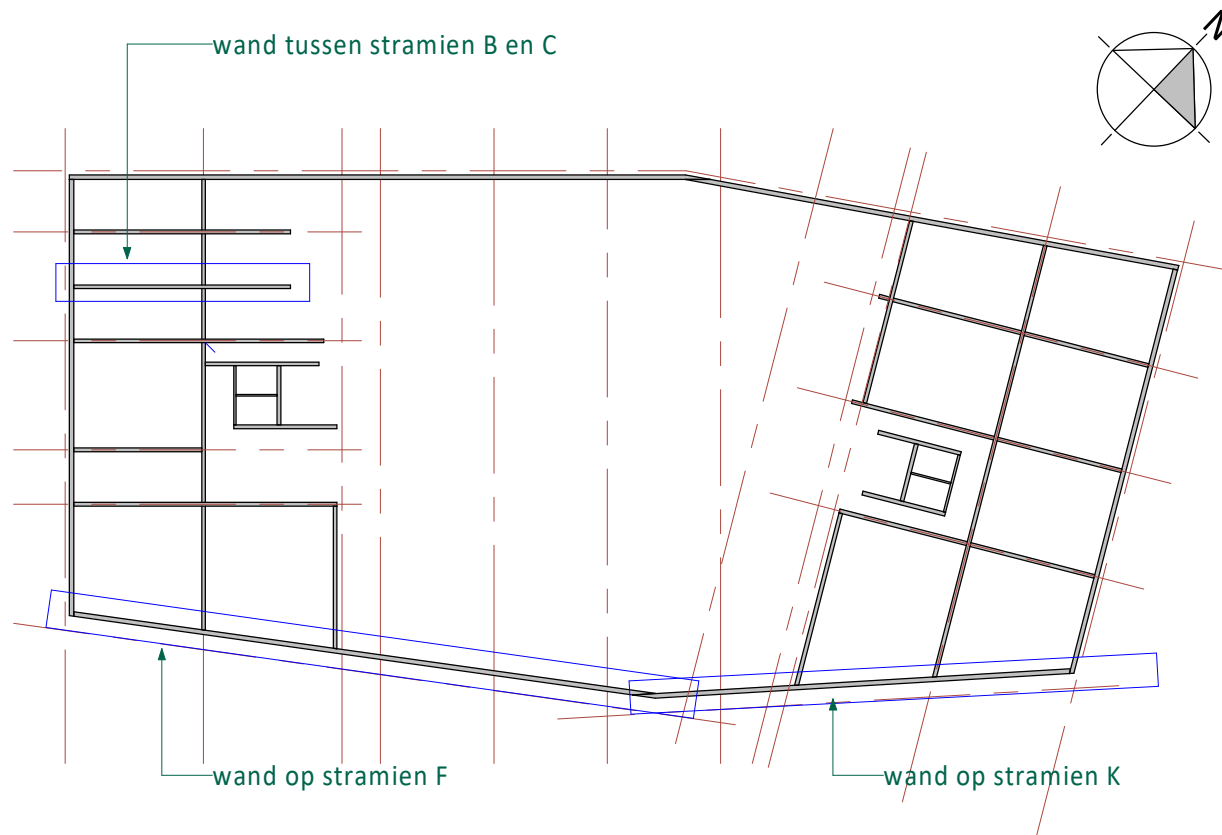 N
wand tussen stramien B en C
wand op stramien F
wand op stramien K